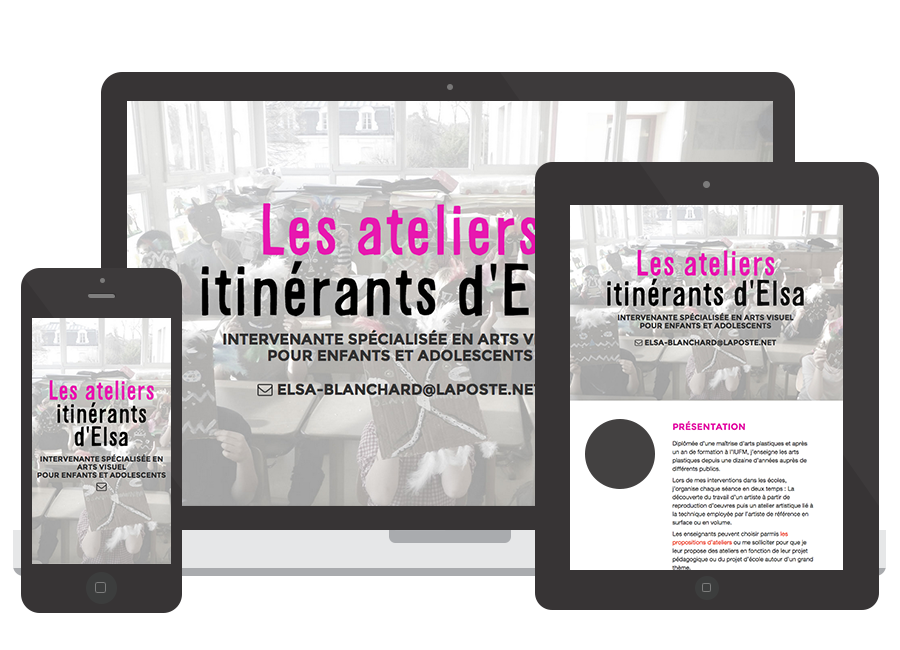 Les ateliers
itinérants d'E
INTERVENANTE SPÉCIALISÉE EN ARTS VI
POUR ENFANTS ET ADOLESCENTS
ELSA-BLANCHARD@LAPOSTE.NET
Les ateliers
itinérants
d'Elsa
INTERVENANTE SPÉCIALISÉE EN
ARTS VISUEL
POUR ENFANTS ET ADOLESCENTS
Les ateliers
itinérants d'Elsa
INTERVENANTE SPÉCIALISÉE EN ARTS VISUEL
POUR ENFANTS ET ADOLESCENTS
ELSA-BLANCHARD@LAPOSTE.NET
PRÉSENTATION
Diplômée d'une maîtrise d'arts plastiques et après
un an de formation à l'IUFM, j'enseigne les arts
plastiques depuis une dizaine d'années auprès de
différents publics.
Lors de mes interventions dans les écoles,
j'organise chaque séance en deux temps : La
découverte du travail d'un artiste à partir de
reproduction d'oeuvres puis un atelier artistique lié à
la technique employée par l'artiste de référence en
surface ou en volume.
Les enseignants peuvent choisir parmis les
propositions d'ateliers ou me solliciter pour que je
leur propose des ateliers en fonction de leur projet
pédagogique ou du projet d'école autour d'un grand
thème.